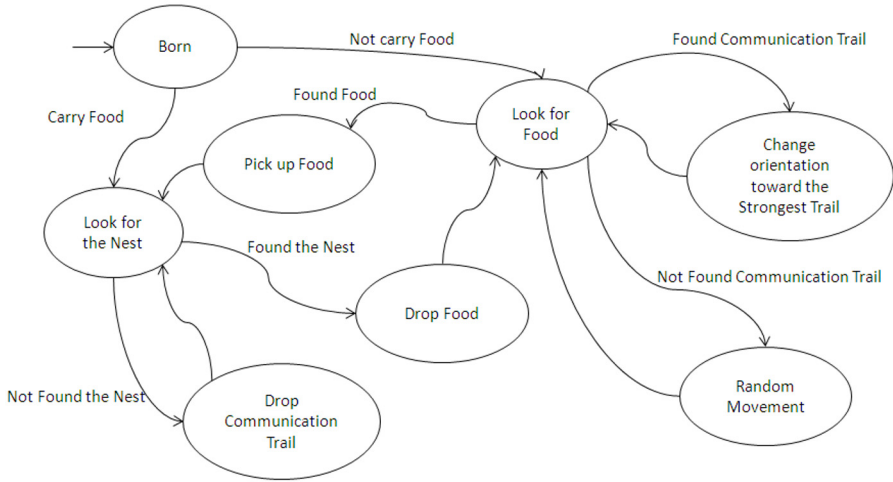 Born
Not carry Food
Found Communication Trail
Found Food
Carry Food
Look for
Food
Change
orientation
toward the
Strongest Trail
Pick up Food
Look for
the Nest
Found the Nest
Not Found Communication Trail
Drop Food
Not Found the Nest
Drop
Communication
Trail
Random
Movement